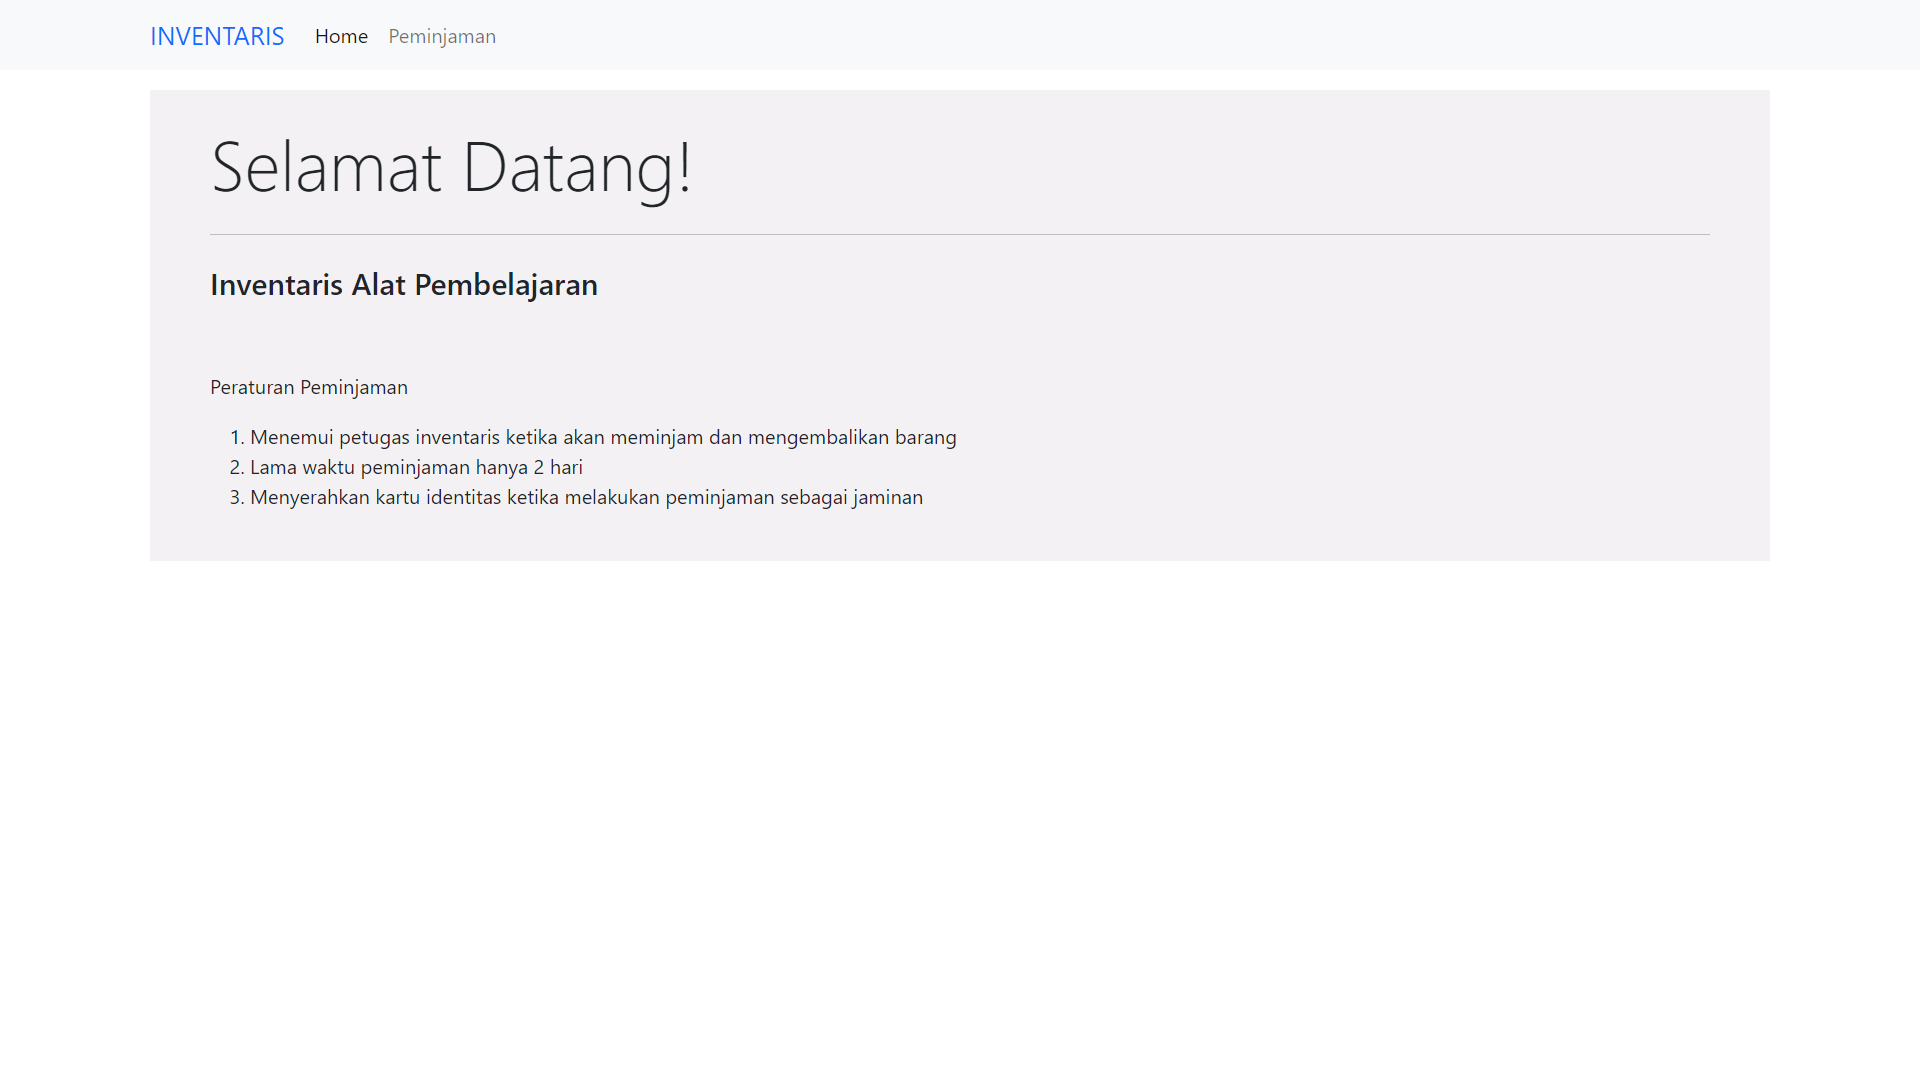 INVENTARIS Home Peminjaman
Selamat Datang!
Inventaris Alat Pembelajaran
Peraturan Peminjaman
1. Menemui petugas inventaris ketika akan meminjam dan mengembalikan barang
2. Lama waktu peminjaman hanya 2 hari
3. Menyerahkan kartu identitas ketika melakukan peminjaman sebagai jaminan